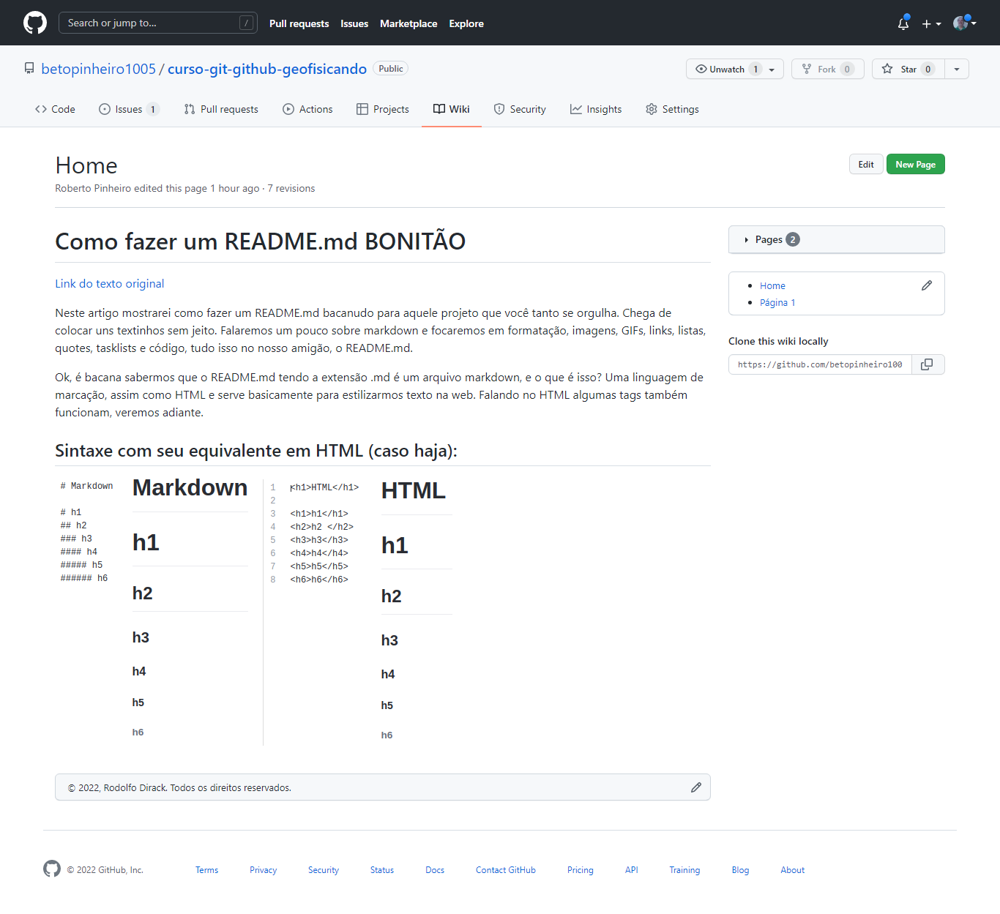 Search or jump to... /
Pull requests Issues Marketplace Explore
betopinheiro1005 / curso-git-github-geofisicando Public
Unwatch 1 Fork 0 Star 0
Code Issues 1 Pull requests Actions Projects Wiki Security Insights Settings
Home
Edit New Page
Roberto Pinheiro edited this page 1 hour ago · 7 revisions
Como fazer um README.md BONITÃO
Link do texto original
Neste artigo mostrarei como fazer um README.md bacanudo para aquele projeto que você tanto se orgulha. Chega de
colocar uns textinhos sem jeito. Falaremos um pouco sobre markdown e focaremos em formatação, imagens, GIFs, links, listas,
quotes, tasklists e código, tudo isso no nosso amigão, o README.md.
Ok, é bacana sabermos que o README.md tendo a extensão .md é um arquivo markdown, e o que é isso? Uma linguagem de
marcação, assim como HTML e serve basicamente para estilizarmos texto na web. Falando no HTML algumas tags também
funcionam, veremos adiante.
Sintaxe com seu equivalente em HTML (caso haja):
# Markdown
# h1
## h2
### h3
#### h4
##### h5
###### h6
Markdown
h1
h2
h3
h4
h5
h6
1 <h1>HTML</h1>
2
3 <h1>h1</h1>
4 <h2>h2 </h2>
5 <h3>h3</h3>
6 <h4>h4</h4>
7 <h5>h5</h5>
8 <h6>h6</h6>
HTML
h1
h2
h3
h4
h5
h6
© 2022, Rodolfo Dirack. Todos os direitos reservados.
Pages 2
Home
Página 1
Clone this wiki locally
https://github.com/betopinheiro100
© 2022 GitHub, Inc. Terms Privacy Security Status Docs Contact GitHub Pricing API Training Blog About